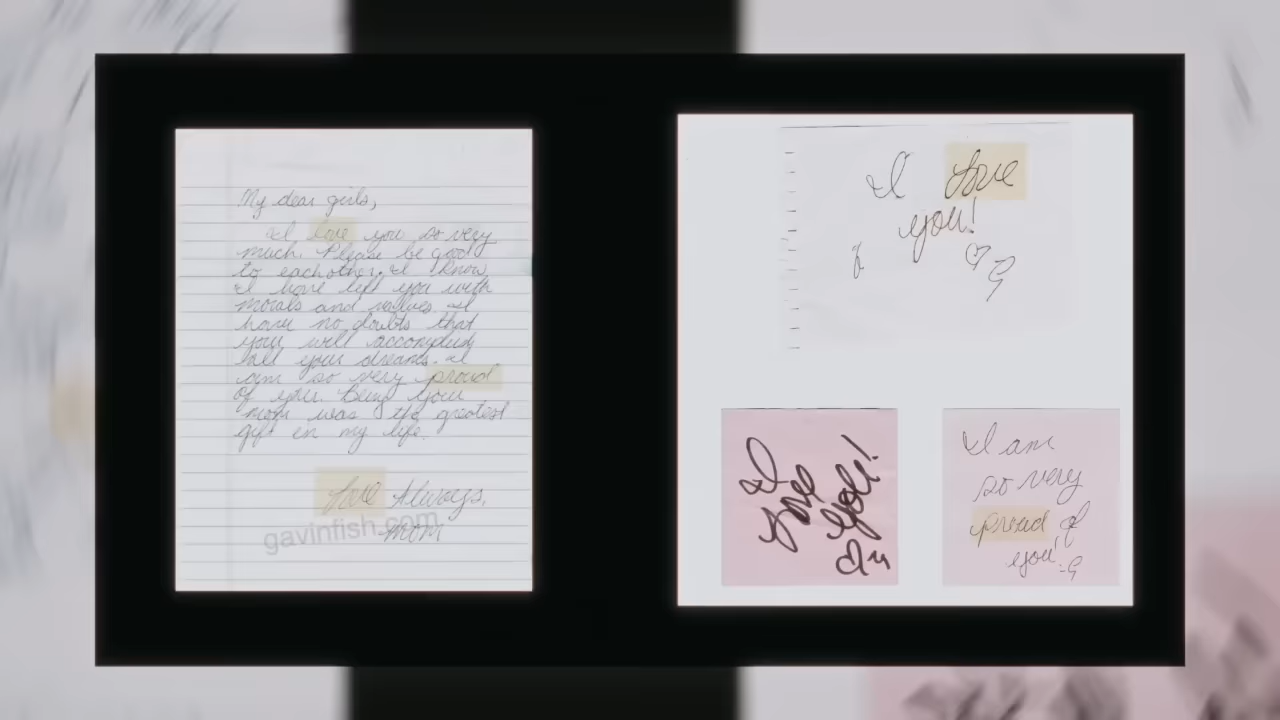 My dear girls,
I love you so very
much. Please be good
to eachother. I know
I have left you with
morals and values. I
have no doubts that
you will accomplish
all your dreams. I
am so very proud
of you. Being your
mom was the greatest
gift in my life.
Love Always,
Mom
gavinfish.com
I love
you!
I love
you!
I am
so very
proud of
you! -G